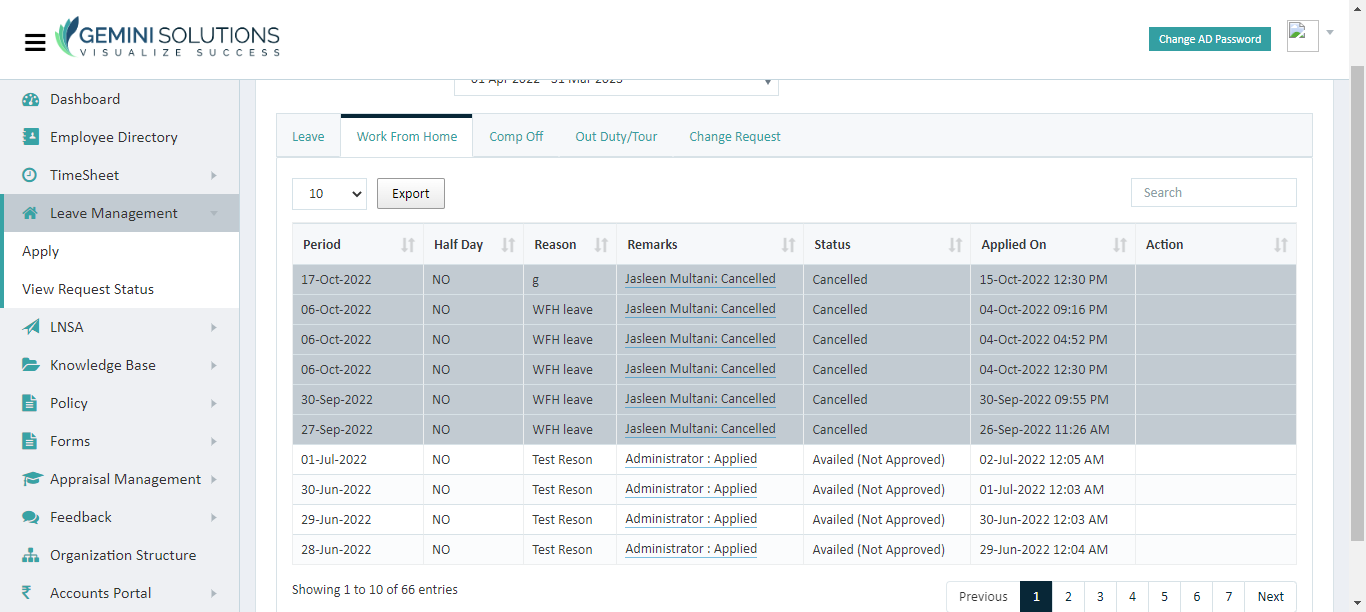 GEMINI SOLUTIONS
VISUALIZE SUCCESS
Change AD Password
Dashboard
Employee Directory
TimeSheet
Leave Management
Apply
View Request Status
LNSA
Knowledge Base
Policy
Forms
Appraisal Management
Feedback
Organization Structure
Accounts Portal
01 Apr 2022 - 31 Mar 2023
Leave Work From Home Comp Off Out Duty/Tour Change Request
10 Export Search
Period Half Day Reason Remarks Status Applied On Action
17-Oct-2022 NO g Jasleen Multani: Cancelled Cancelled 15-Oct-2022 12:30 PM
06-Oct-2022 NO WFH leave Jasleen Multani: Cancelled Cancelled 04-Oct-2022 09:16 PM
06-Oct-2022 NO WFH leave Jasleen Multani: Cancelled Cancelled 04-Oct-2022 04:52 PM
06-Oct-2022 NO WFH leave Jasleen Multani: Cancelled Cancelled 04-Oct-2022 12:30 PM
30-Sep-2022 NO WFH leave Jasleen Multani: Cancelled Cancelled 30-Sep-2022 09:55 PM
27-Sep-2022 NO WFH leave Jasleen Multani: Cancelled Cancelled 26-Sep-2022 11:26 AM
01-Jul-2022 NO Test Reson Administrator : Applied Availed (Not Approved) 02-Jul-2022 12:05 AM
30-Jun-2022 NO Test Reson Administrator : Applied Availed (Not Approved) 01-Jul-2022 12:03 AM
29-Jun-2022 NO Test Reson Administrator : Applied Availed (Not Approved) 30-Jun-2022 12:03 AM
28-Jun-2022 NO Test Reson Administrator : Applied Availed (Not Approved) 29-Jun-2022 12:04 AM
Showing 1 to 10 of 66 entries
Previous 1 2 3 4 5 6 7 Next